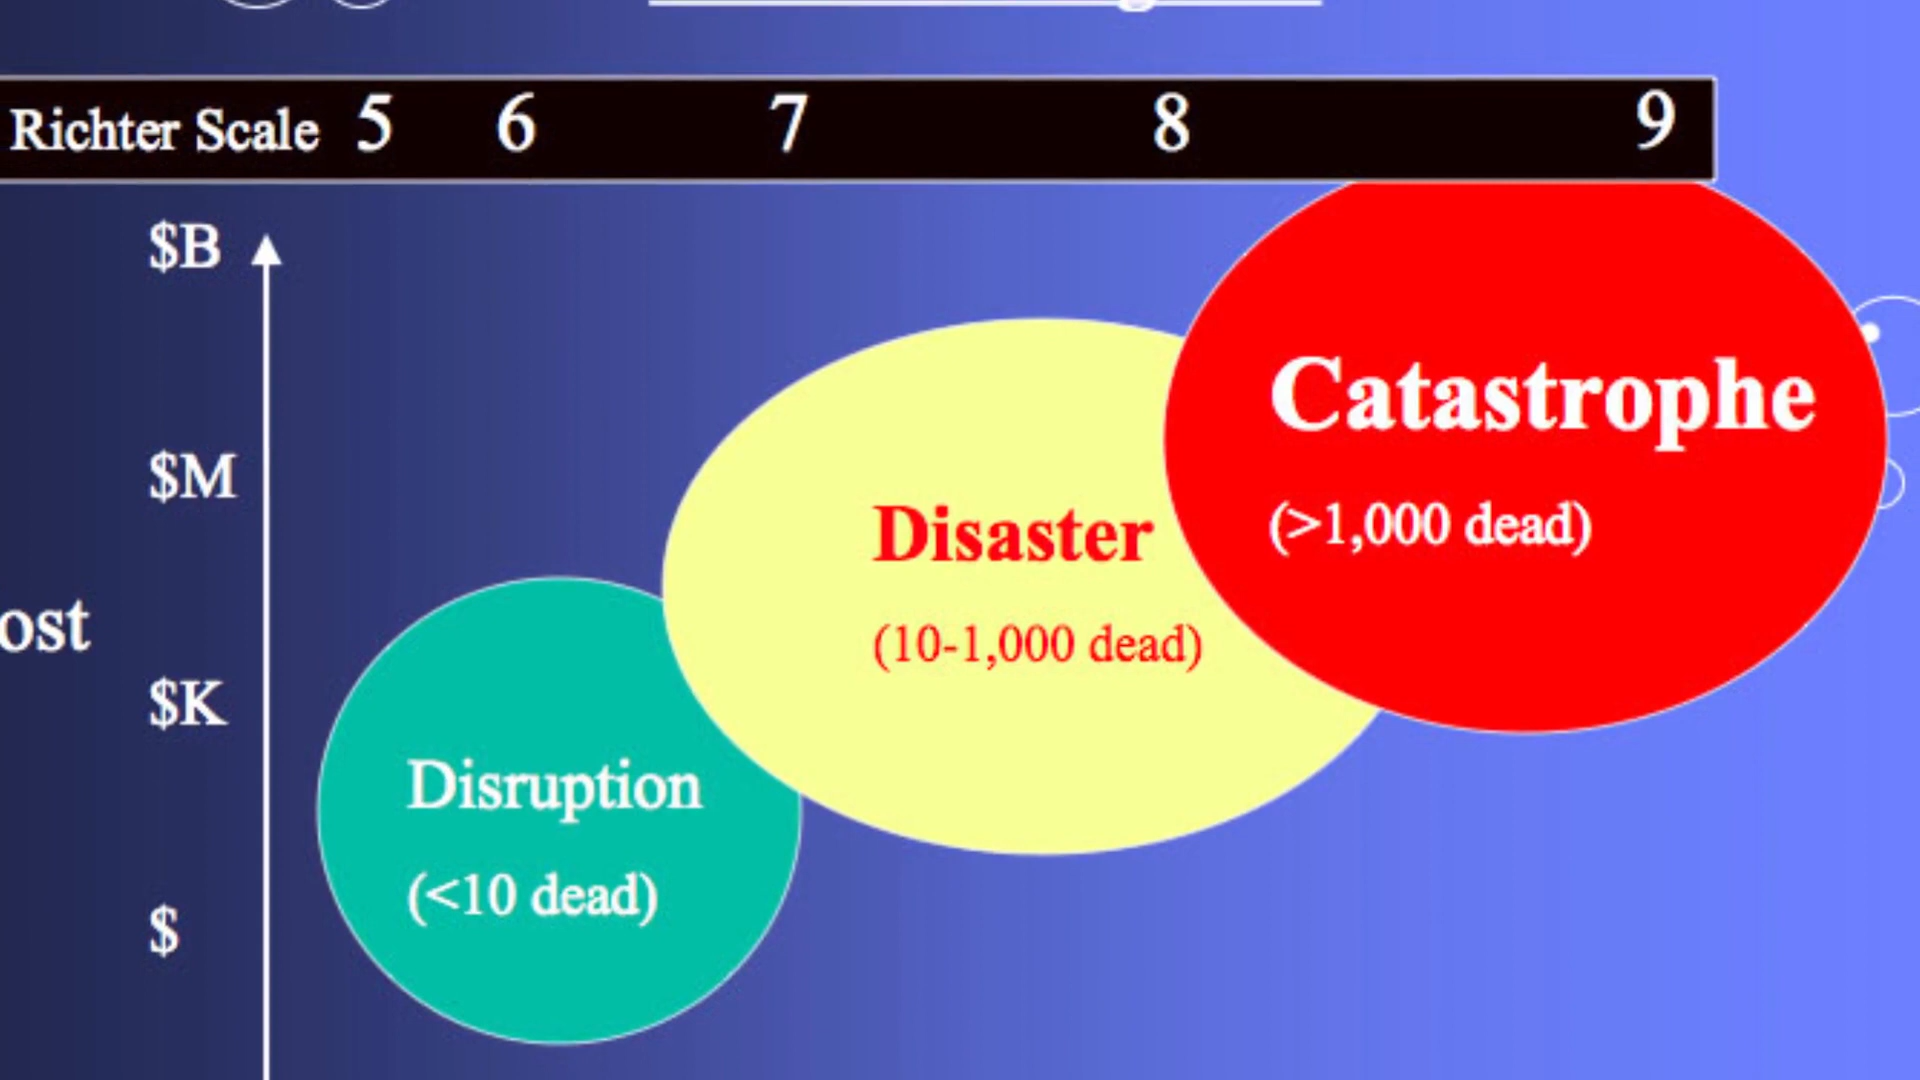 Richter Scale 5 6 7 8 9
$B
$M
Catastrophe
(>1,000 dead)
Disaster
(10-1,000 dead)
ost
$K
Disruption
(<10 dead)
$